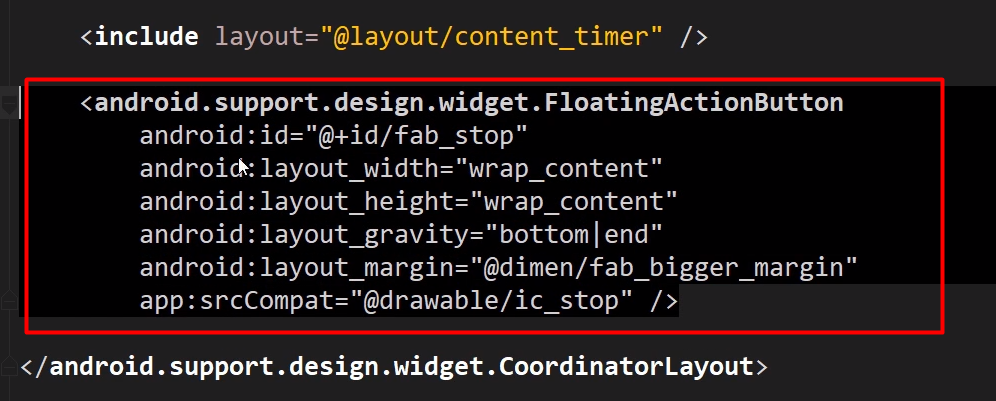 <include layout="@layout/content_timer" />
<android.support.design.widget.FloatingActionButton
android:id="@+id/fab_stop"
android:layout_width="wrap_content"
android:layout_height="wrap_content"
android:layout_gravity="bottom|end"
android:layout_margin="@dimen/fab_bigger_margin"
app:srcCompat="@drawable/ic_stop" />
</android.support.design.widget.CoordinatorLayout>